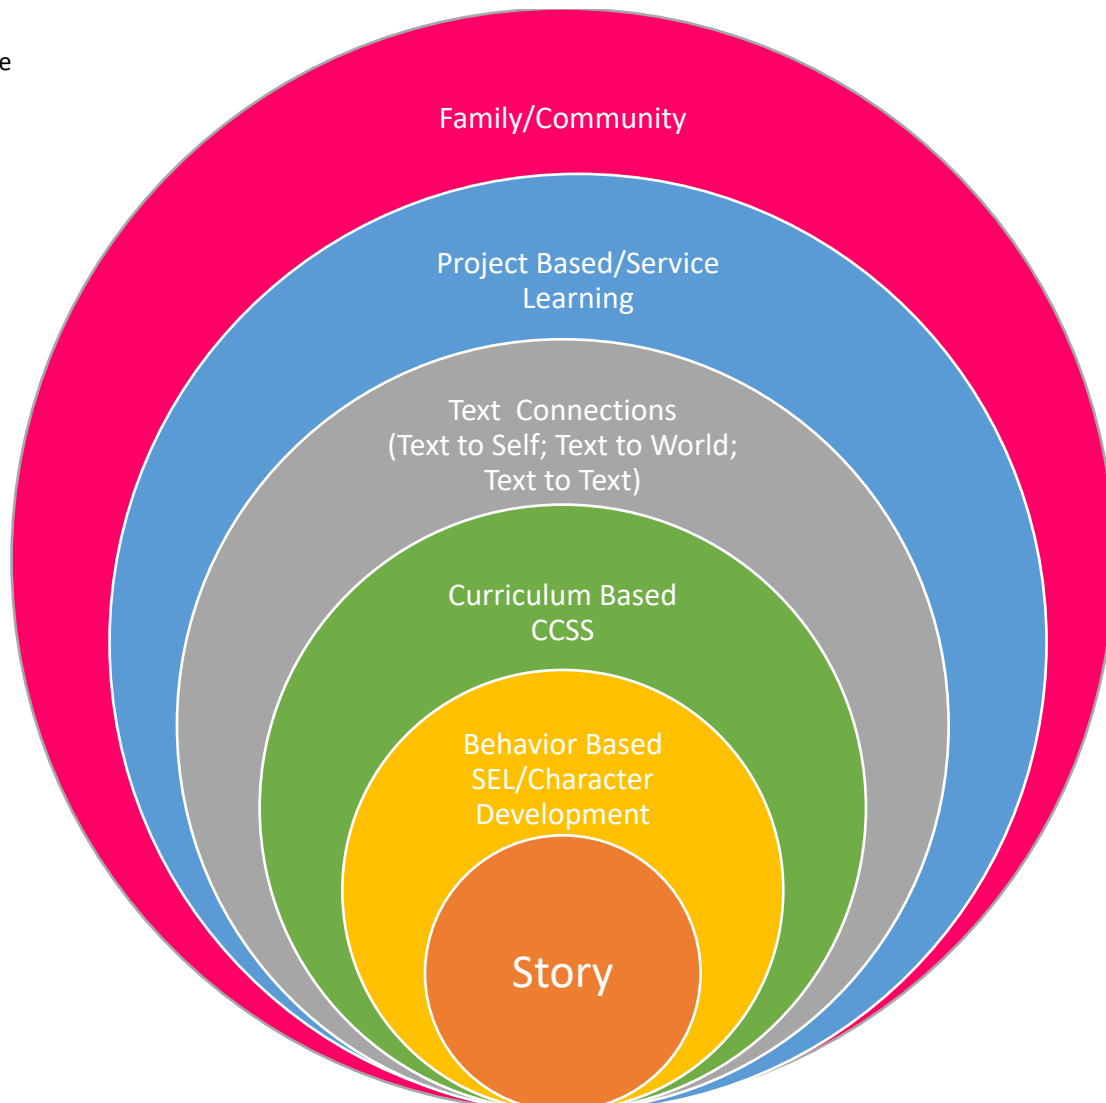 e
Family/Community
Project Based/Service
Learning
Text  Connections
(Text to Self; Text to World;
Text to Text)
Curriculum Based
CCSS
Behavior Based
SEL/Character
Development
Story